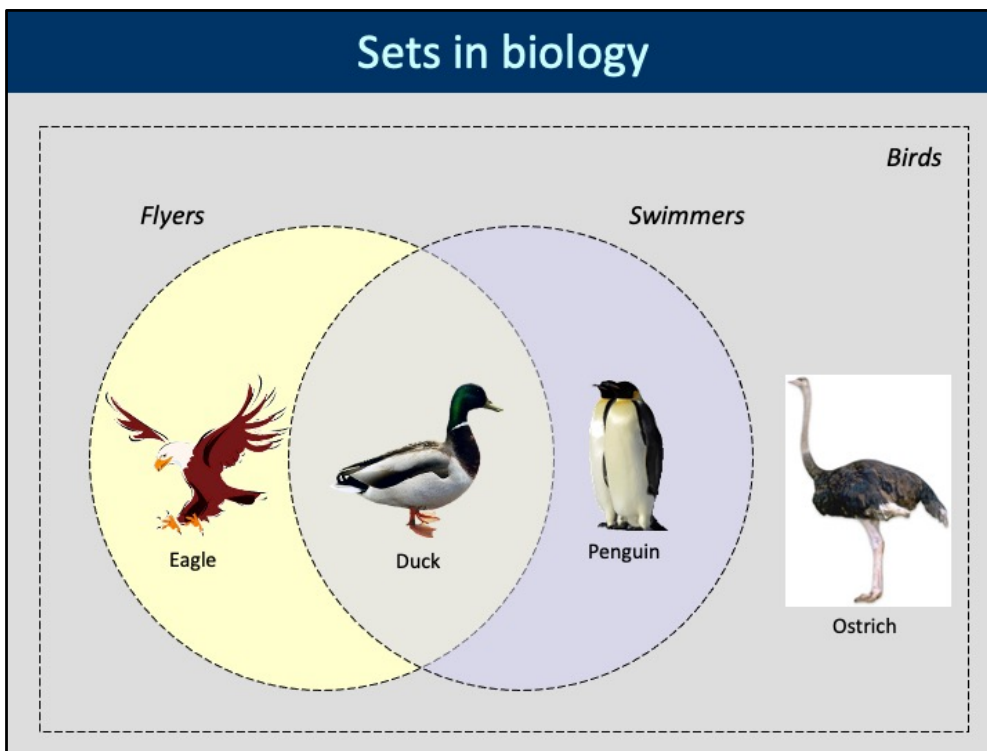 Sets in biology
Birds
Flyers
Swimmers
Eagle
Duck
Penguin
Ostrich